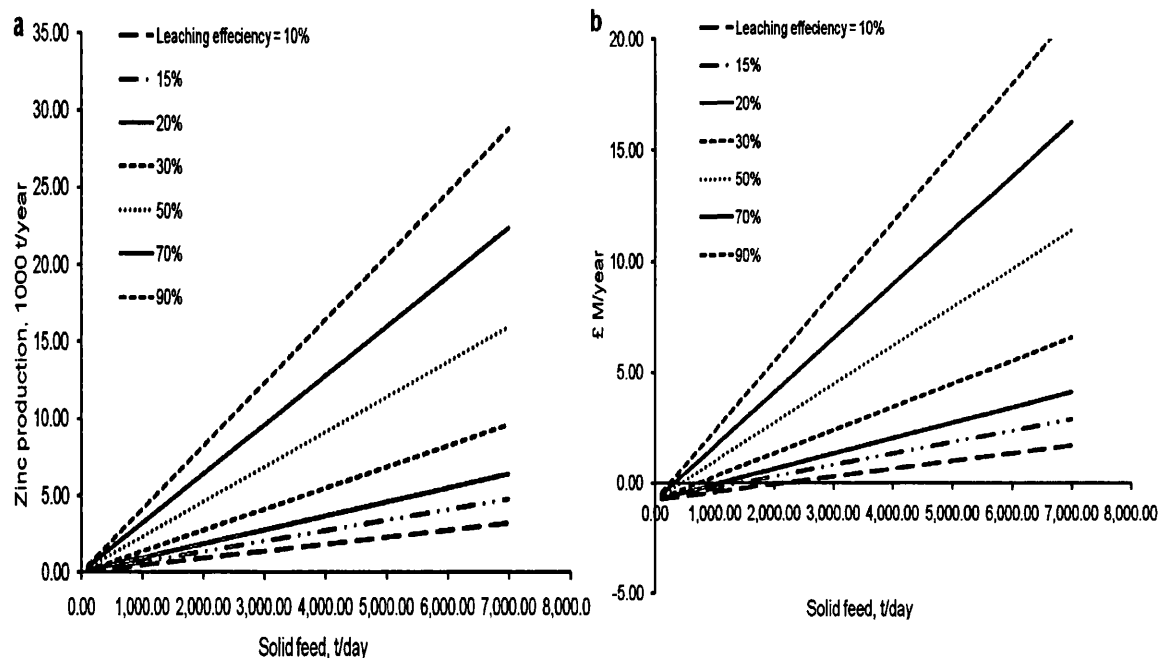 a
35.00
30.00
25.00
20.00
15.00
10.00
5.00
0.00
Zinc production. 1000 t/year
Leaching effeciency = 10%
15%
20%
30%
50%
70%
90%
0.00 1,000.00 2,000.00 3,000.00 4,000.00 5,000.00 6,000.00 7,000.00 8,000.0
Solid feed, t/day
b
20.00
15.00
10.00
5.00
0.00
-5.00
£ M/year
Leaching effeciency = 10%
15%
20%
30%
50%
70%
90%
0.00 1,000.00 2,000.00 3,000.00 4,000.00 5,000.00 6,000.00 7,000.00 8,000.00
Solid feed, t/day